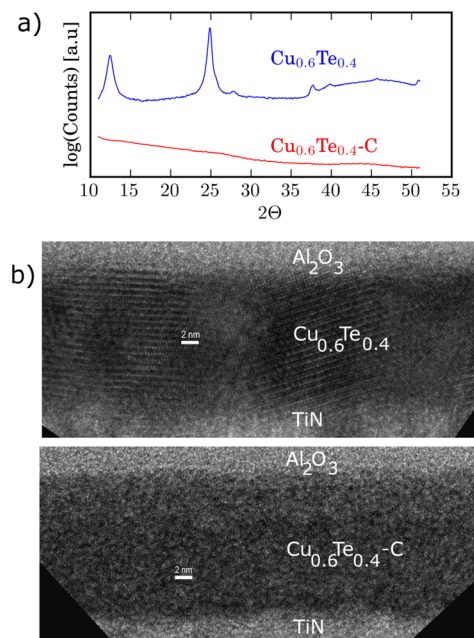 a)
log(Counts) [a.u]
Cu₀.₆Te₀.₄
Cu₀.₆Te₀.₄-C
10 15 20 25 30 35 40 45 50 55
2Θ
b)
Al₂O₃
2 nm
Cu₀.₆Te₀.₄
TiN
Al₂O₃
Cu₀.₆Te₀.₄-C
2 nm
TiN